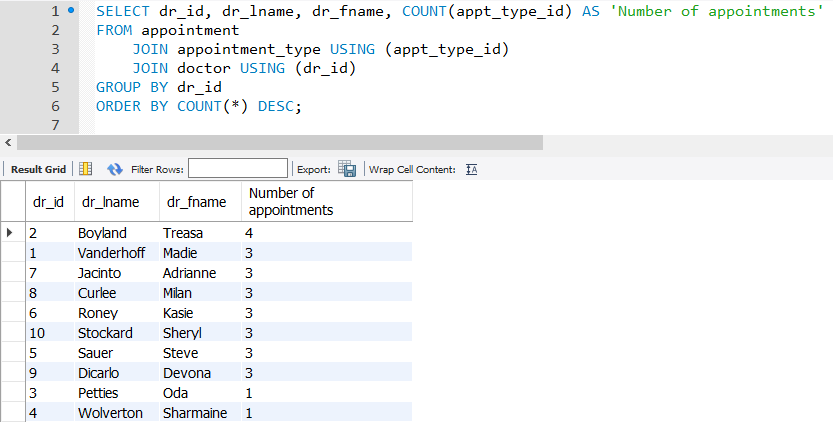 1 SELECT dr_id, dr_lname, dr_fname, COUNT(appt_type_id) AS 'Number of appointments'
2 FROM appointment
3 JOIN appointment_type USING (appt_type_id)
4 JOIN doctor USING (dr_id)
5 GROUP BY dr_id
6 ORDER BY COUNT(*) DESC;
7
Result Grid Filter Rows: Export: Wrap Cell Content: IA
dr_id dr_lname dr_fname Number of
appointments
2 Boyland Treasa 4
1 Vanderhoff Madie 3
7 Jacinto Adrianne 3
8 Curlee Milan 3
6 Roney Kasie 3
10 Stockard Sheryl 3
5 Sauer Steve 3
9 Dicarlo Devona 3
3 Petties Oda 1
4 Wolverton Sharmaine 1